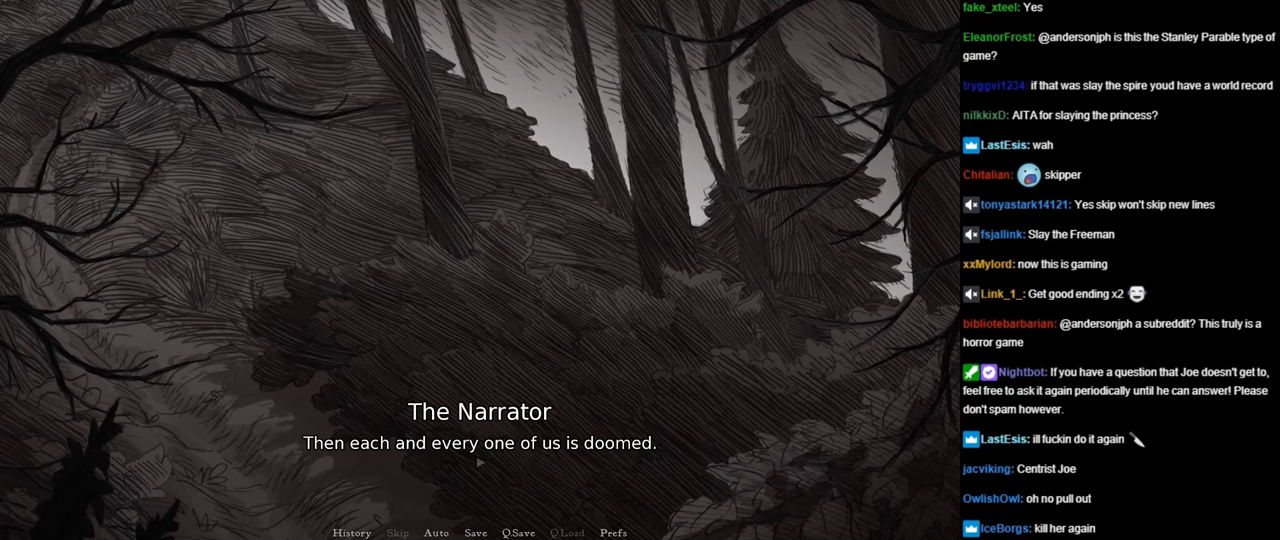 The Narrator
Then each and every one of us is doomed.
History Skip Auto Save Q.Save Q.Load Prefs
fake_xteel: Yes
EleanorFrost: @andersonjph is this the Stanley Parable type of
game?
tryggvi1234: if that was slay the spire youd have a world record
nilkkixD: AITA for slaying the princess?
LastEsis: wah
Chitalian: skipper
tonyastark14121: Yes skip won't skip new lines
fsjallink: Slay the Freeman
xxMylord: now this is gaming
Link_1_: Get good ending x2
bibliotebarbarian: @andersonjph a subreddit? This truly is a
horror game
Nightbot: If you have a question that Joe doesn't get to,
feel free to ask it again periodically until he can answer! Please
don't spam however.
LastEsis: ill fuckin do it again
jacviking: Centrist Joe
OwlishOwl: oh no pull out
IceBorgs: kill her again